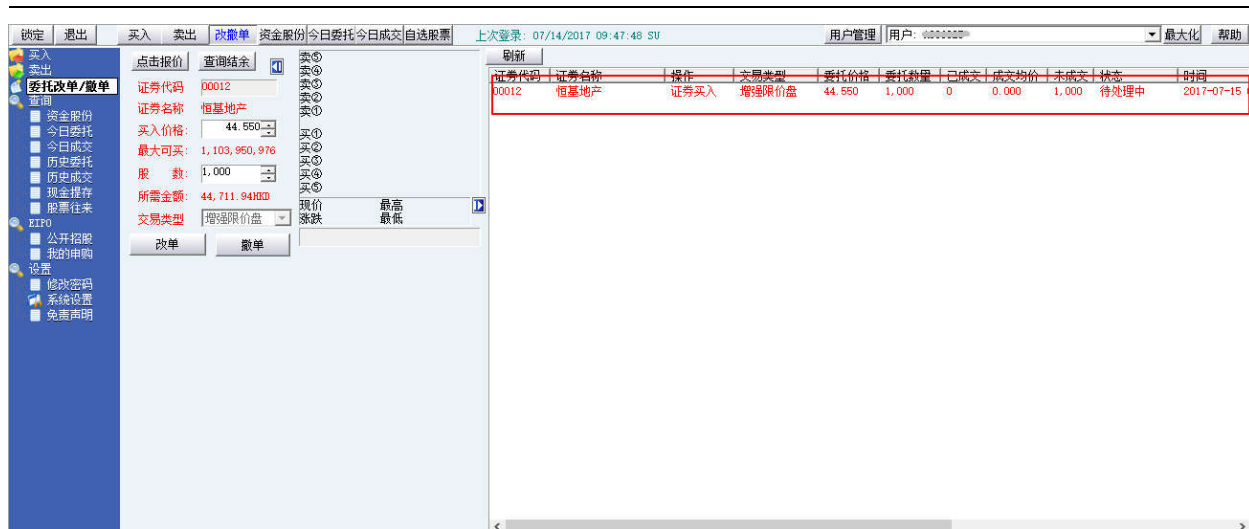 锁定 退出 买入 卖出 改撤单 资金股份 今日委托 今日成交 自选股票 上次登录: 07/14/2017 09:47:48 SU 用户管理 用户: 最大化 帮助
买入
卖出
委托改单/撤单
查询
资金股份
今日委托
今日成交
历史委托
历史成交
现金提存
股票往来
EIPO
公开招股
我的申购
设置
修改密码
系统设置
免责声明
点击报价 查询结余
证券代码 00012
证券名称 恒基地产
买入价格: 44.550
最大可买: 1,103,950,976
股 数: 1,000
所需金额: 44,711.94HKD
交易类型 增强限价盘
改单 撤单
卖⑤
卖④
卖③
卖②
卖①
买①
买②
买③
买④
买⑤
现价 最高
涨跌 最低
刷新
证券代码 证券名称 操作 交易类型 委托价格 委托数量 已成交 成交均价 未成交 状态 时间
00012 恒基地产 证券买入 增强限价盘 44.550 1,000 0 0.000 1,000 待处理中 2017-07-15